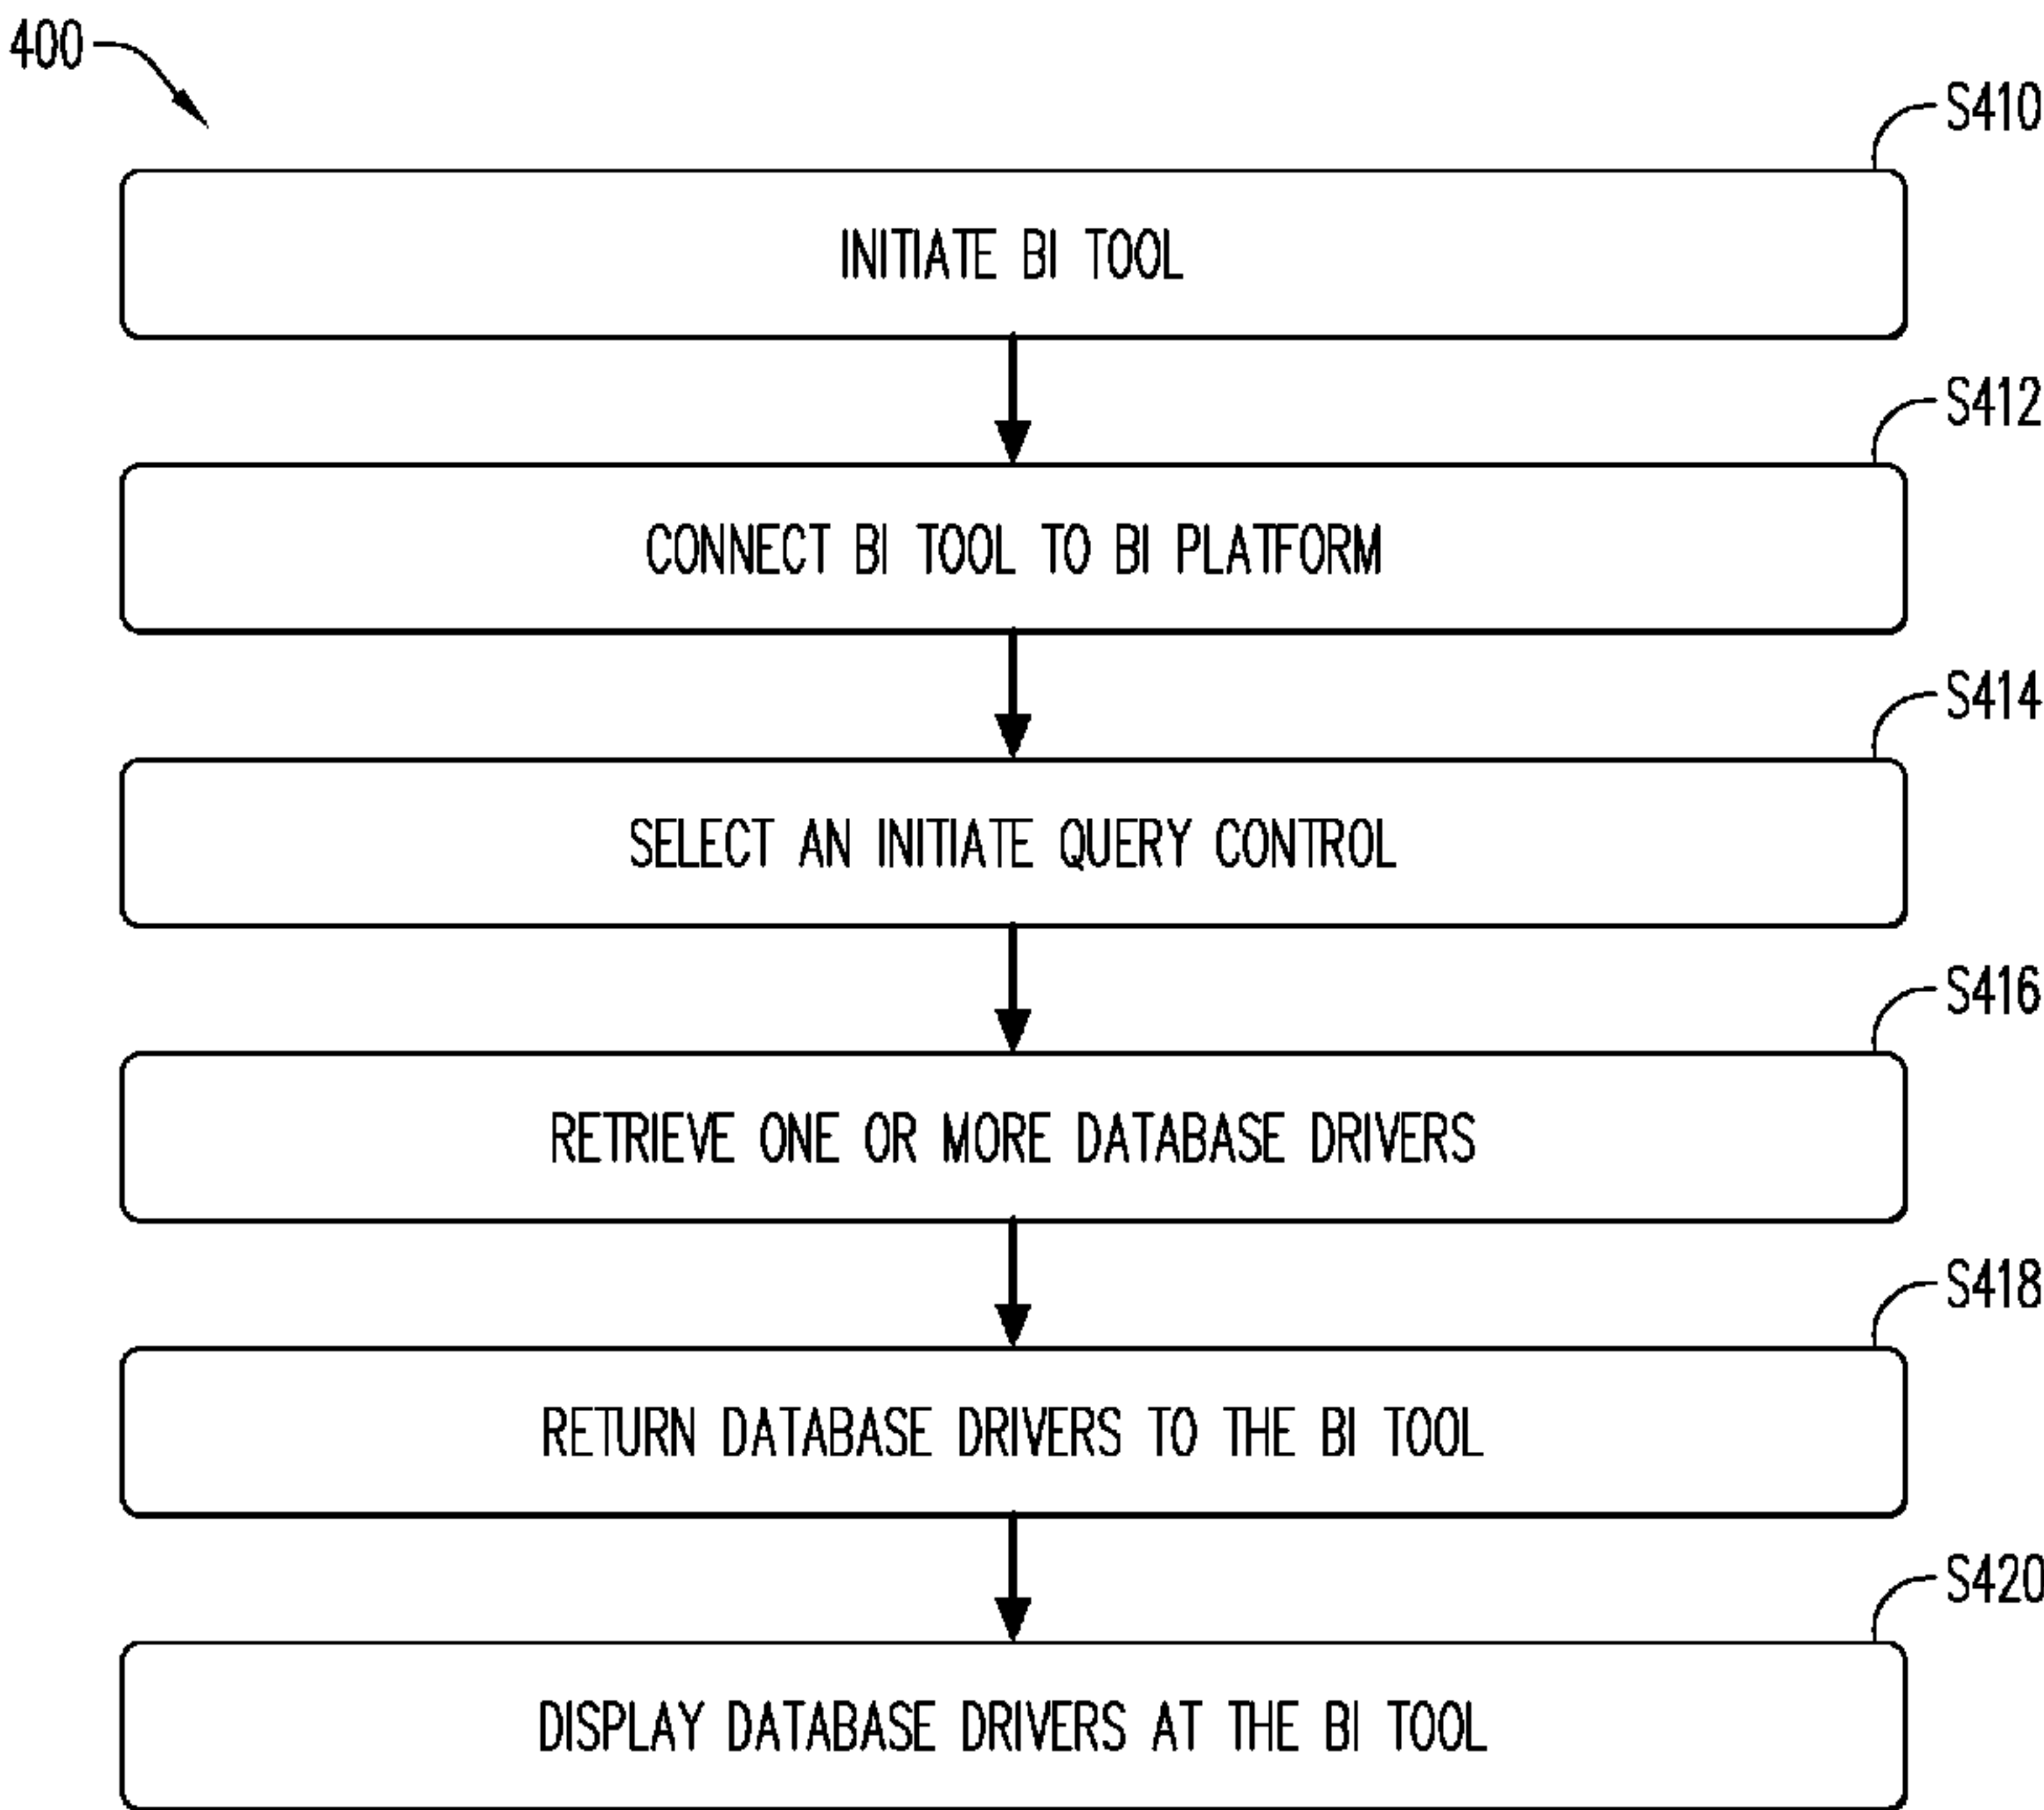 400
S410
INITIATE BI TOOL
S412
CONNECT BI TOOL TO BI PLATFORM
S414
SELECT AN INITIATE QUERY CONTROL
S416
RETRIEVE ONE OR MORE DATABASE DRIVERS
S418
RETURN DATABASE DRIVERS TO THE BI TOOL
S420
DISPLAY DATABASE DRIVERS AT THE BI TOOL